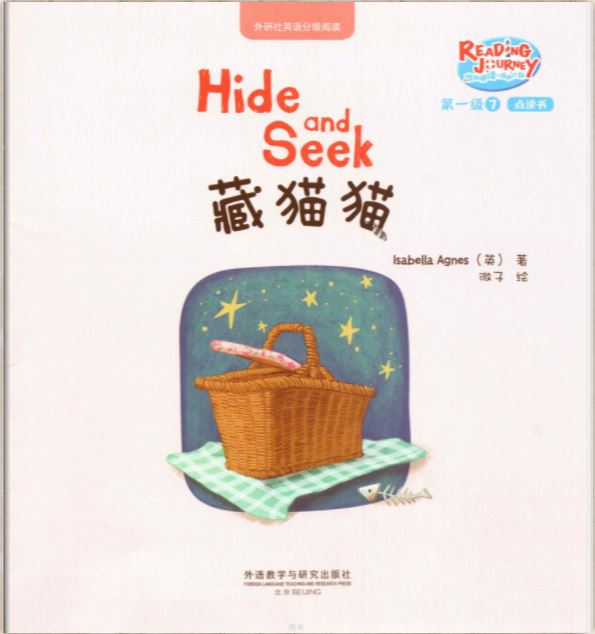 外研社英语分级阅读
READING
JOURNEY
第一级 7 点读书
Hide
and
Seek
藏猫猫
Isabella Agnes（英） 著
微子 绘
外语教学与研究出版社
FOREIGN LANGUAGE TEACHING AND RESEARCH PRESS
北京 BEIJING